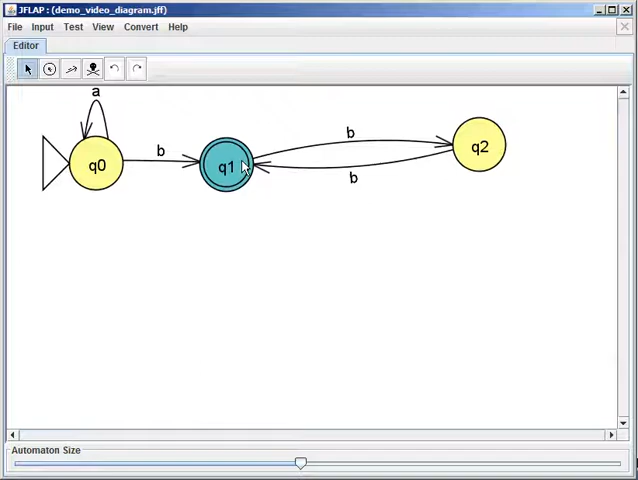 JFLAP : (demo_video_diagram.jff)
File Input Test View Convert Help
Editor
a
b
b
q0
q1
q2
b
Automaton Size